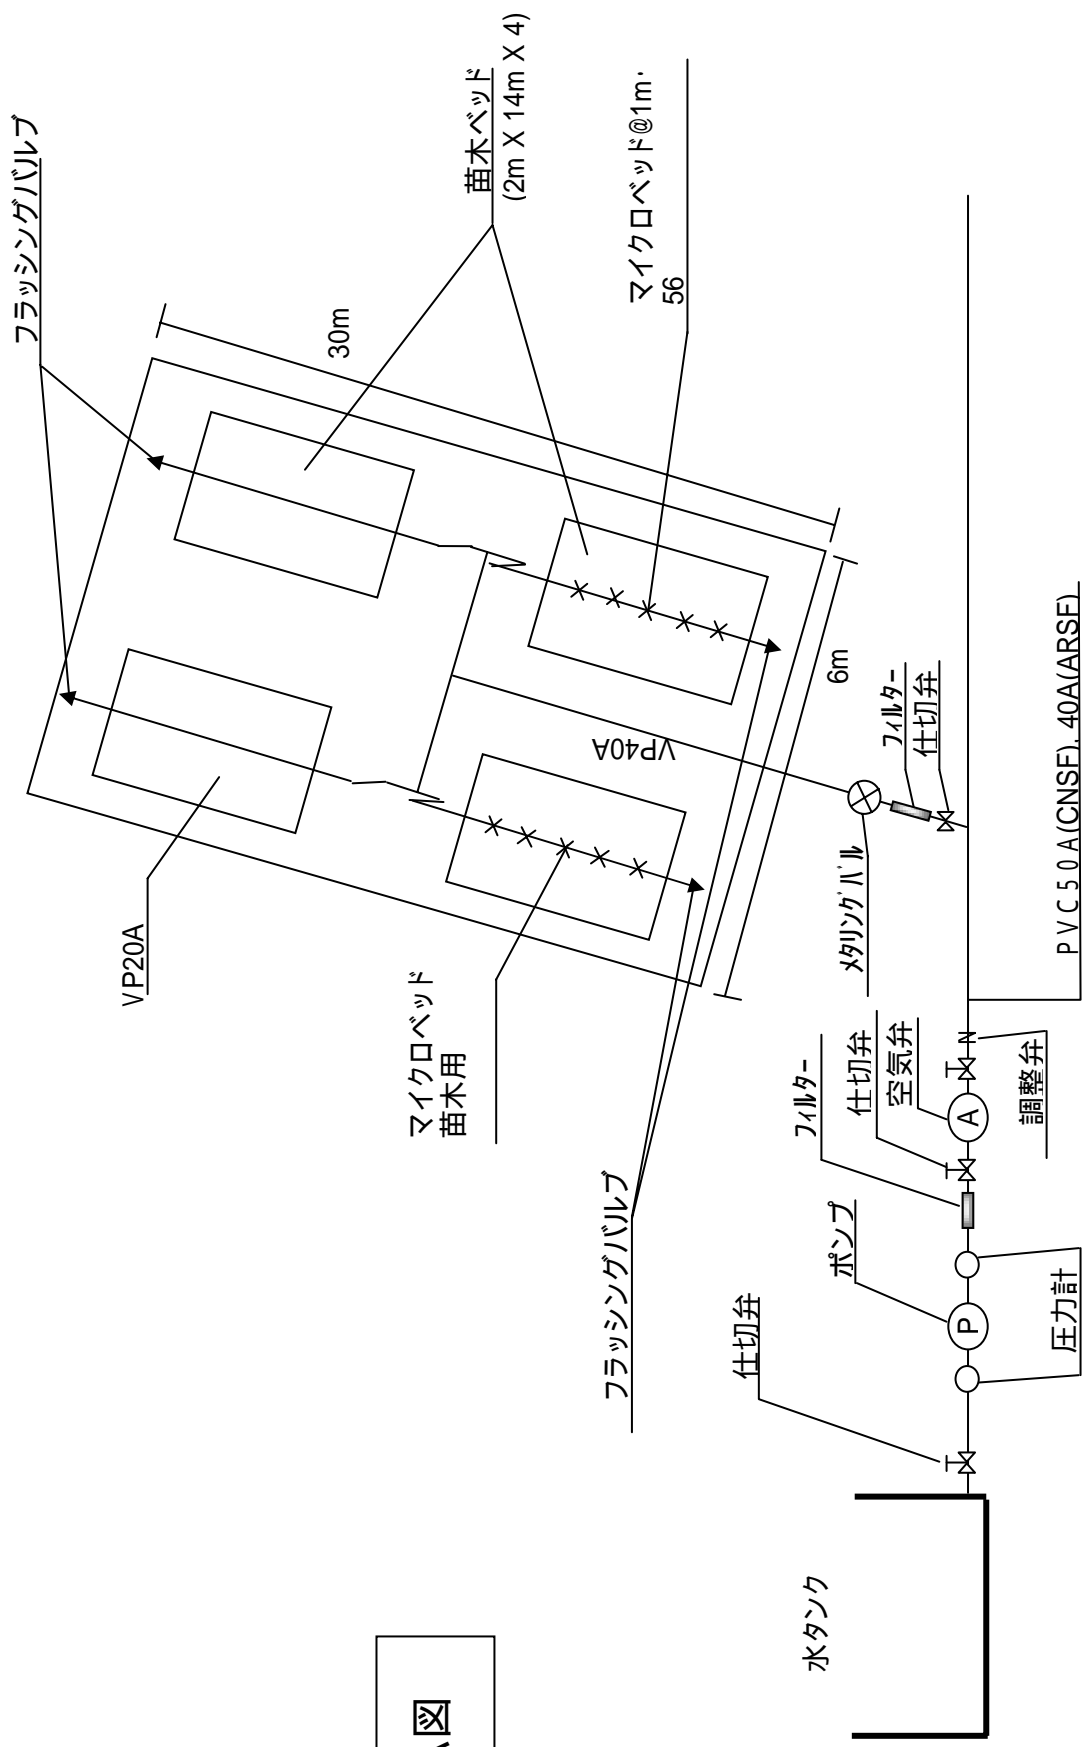 フラッシングバルブ
苗木ベッド
(2m X 14m X 4)
30m
マイクロベッド@1m･
56
VP20A
マイクロベッド
苗木用
VP40A
6m
フィルター
仕切弁
メタリングバル
PVC50A(CNSF), 40A(ARSF)
フラッシングバルブ
仕切弁
ポンプ
フィルター
仕切弁
空気弁
調整弁
圧力計
P
A
水タンク
図